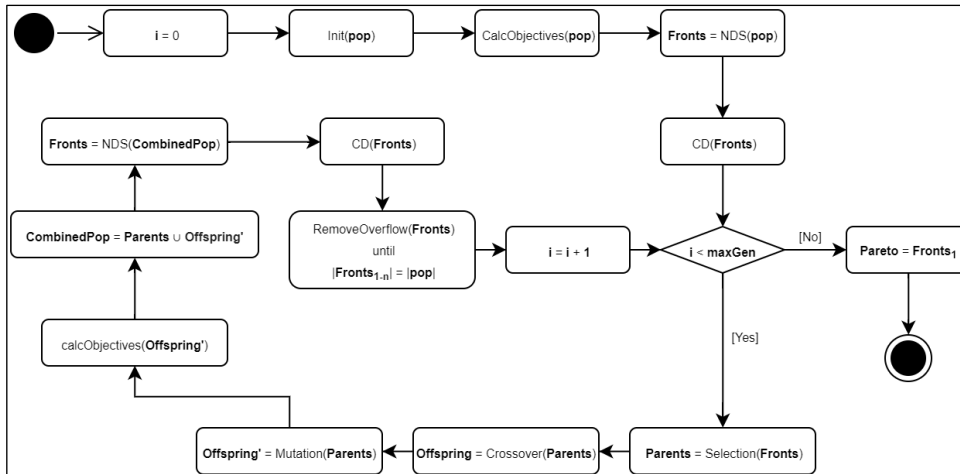 i = 0
Init(pop)
CalcObjectives(pop)
Fronts = NDS(pop)
Fronts = NDS(CombinedPop)
CD(Fronts)
CD(Fronts)
CombinedPop = Parents ∪ Offspring'
RemoveOverflow(Fronts)
until
|Fronts1-n| = |pop|
i = i + 1
i < maxGen
[No]
Pareto = Fronts1
calcObjectives(Offspring')
[Yes]
Offspring' = Mutation(Parents)
Offspring = Crossover(Parents)
Parents = Selection(Fronts)